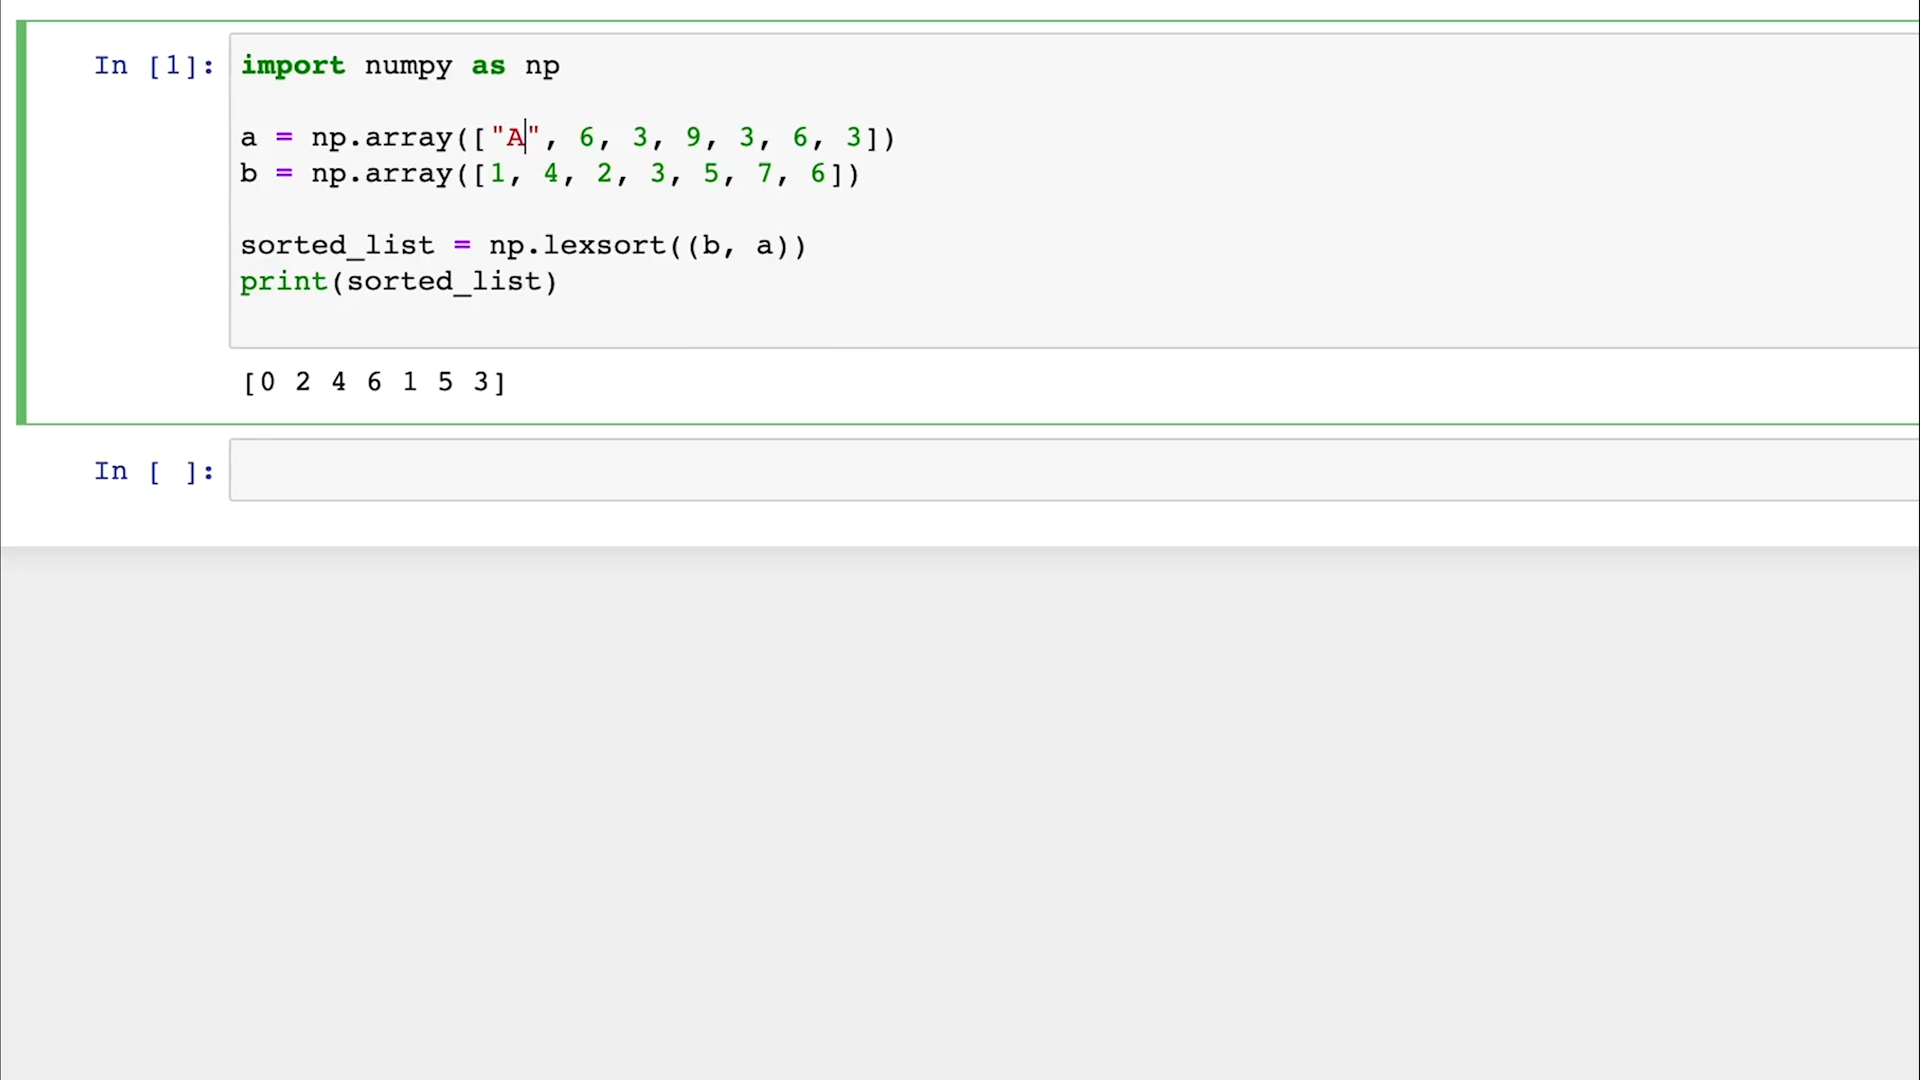 In [1]: import numpy as np
a = np.array(["A", 6, 3, 9, 3, 6, 3])
b = np.array([1, 4, 2, 3, 5, 7, 6])
sorted_list = np.lexsort((b, a))
print(sorted_list)
[0 2 4 6 1 5 3]
In [ ]: